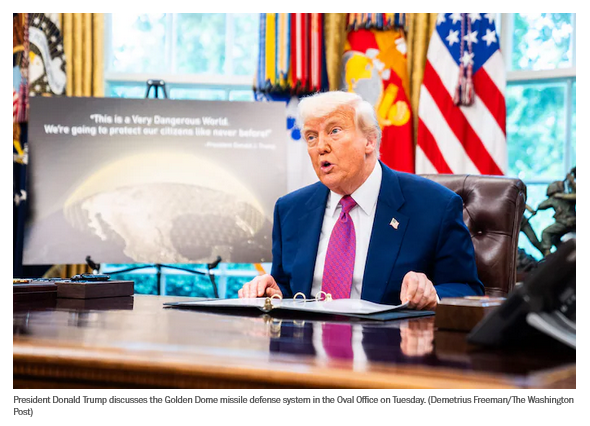 "This is a Very Dangerous World.
We're going to protect our citizens like never before!"
-President Donald J. Trump
President Donald Trump discusses the Golden Dome missile defense system in the Oval Office on Tuesday. (Demetrius Freeman/The Washington
Post)